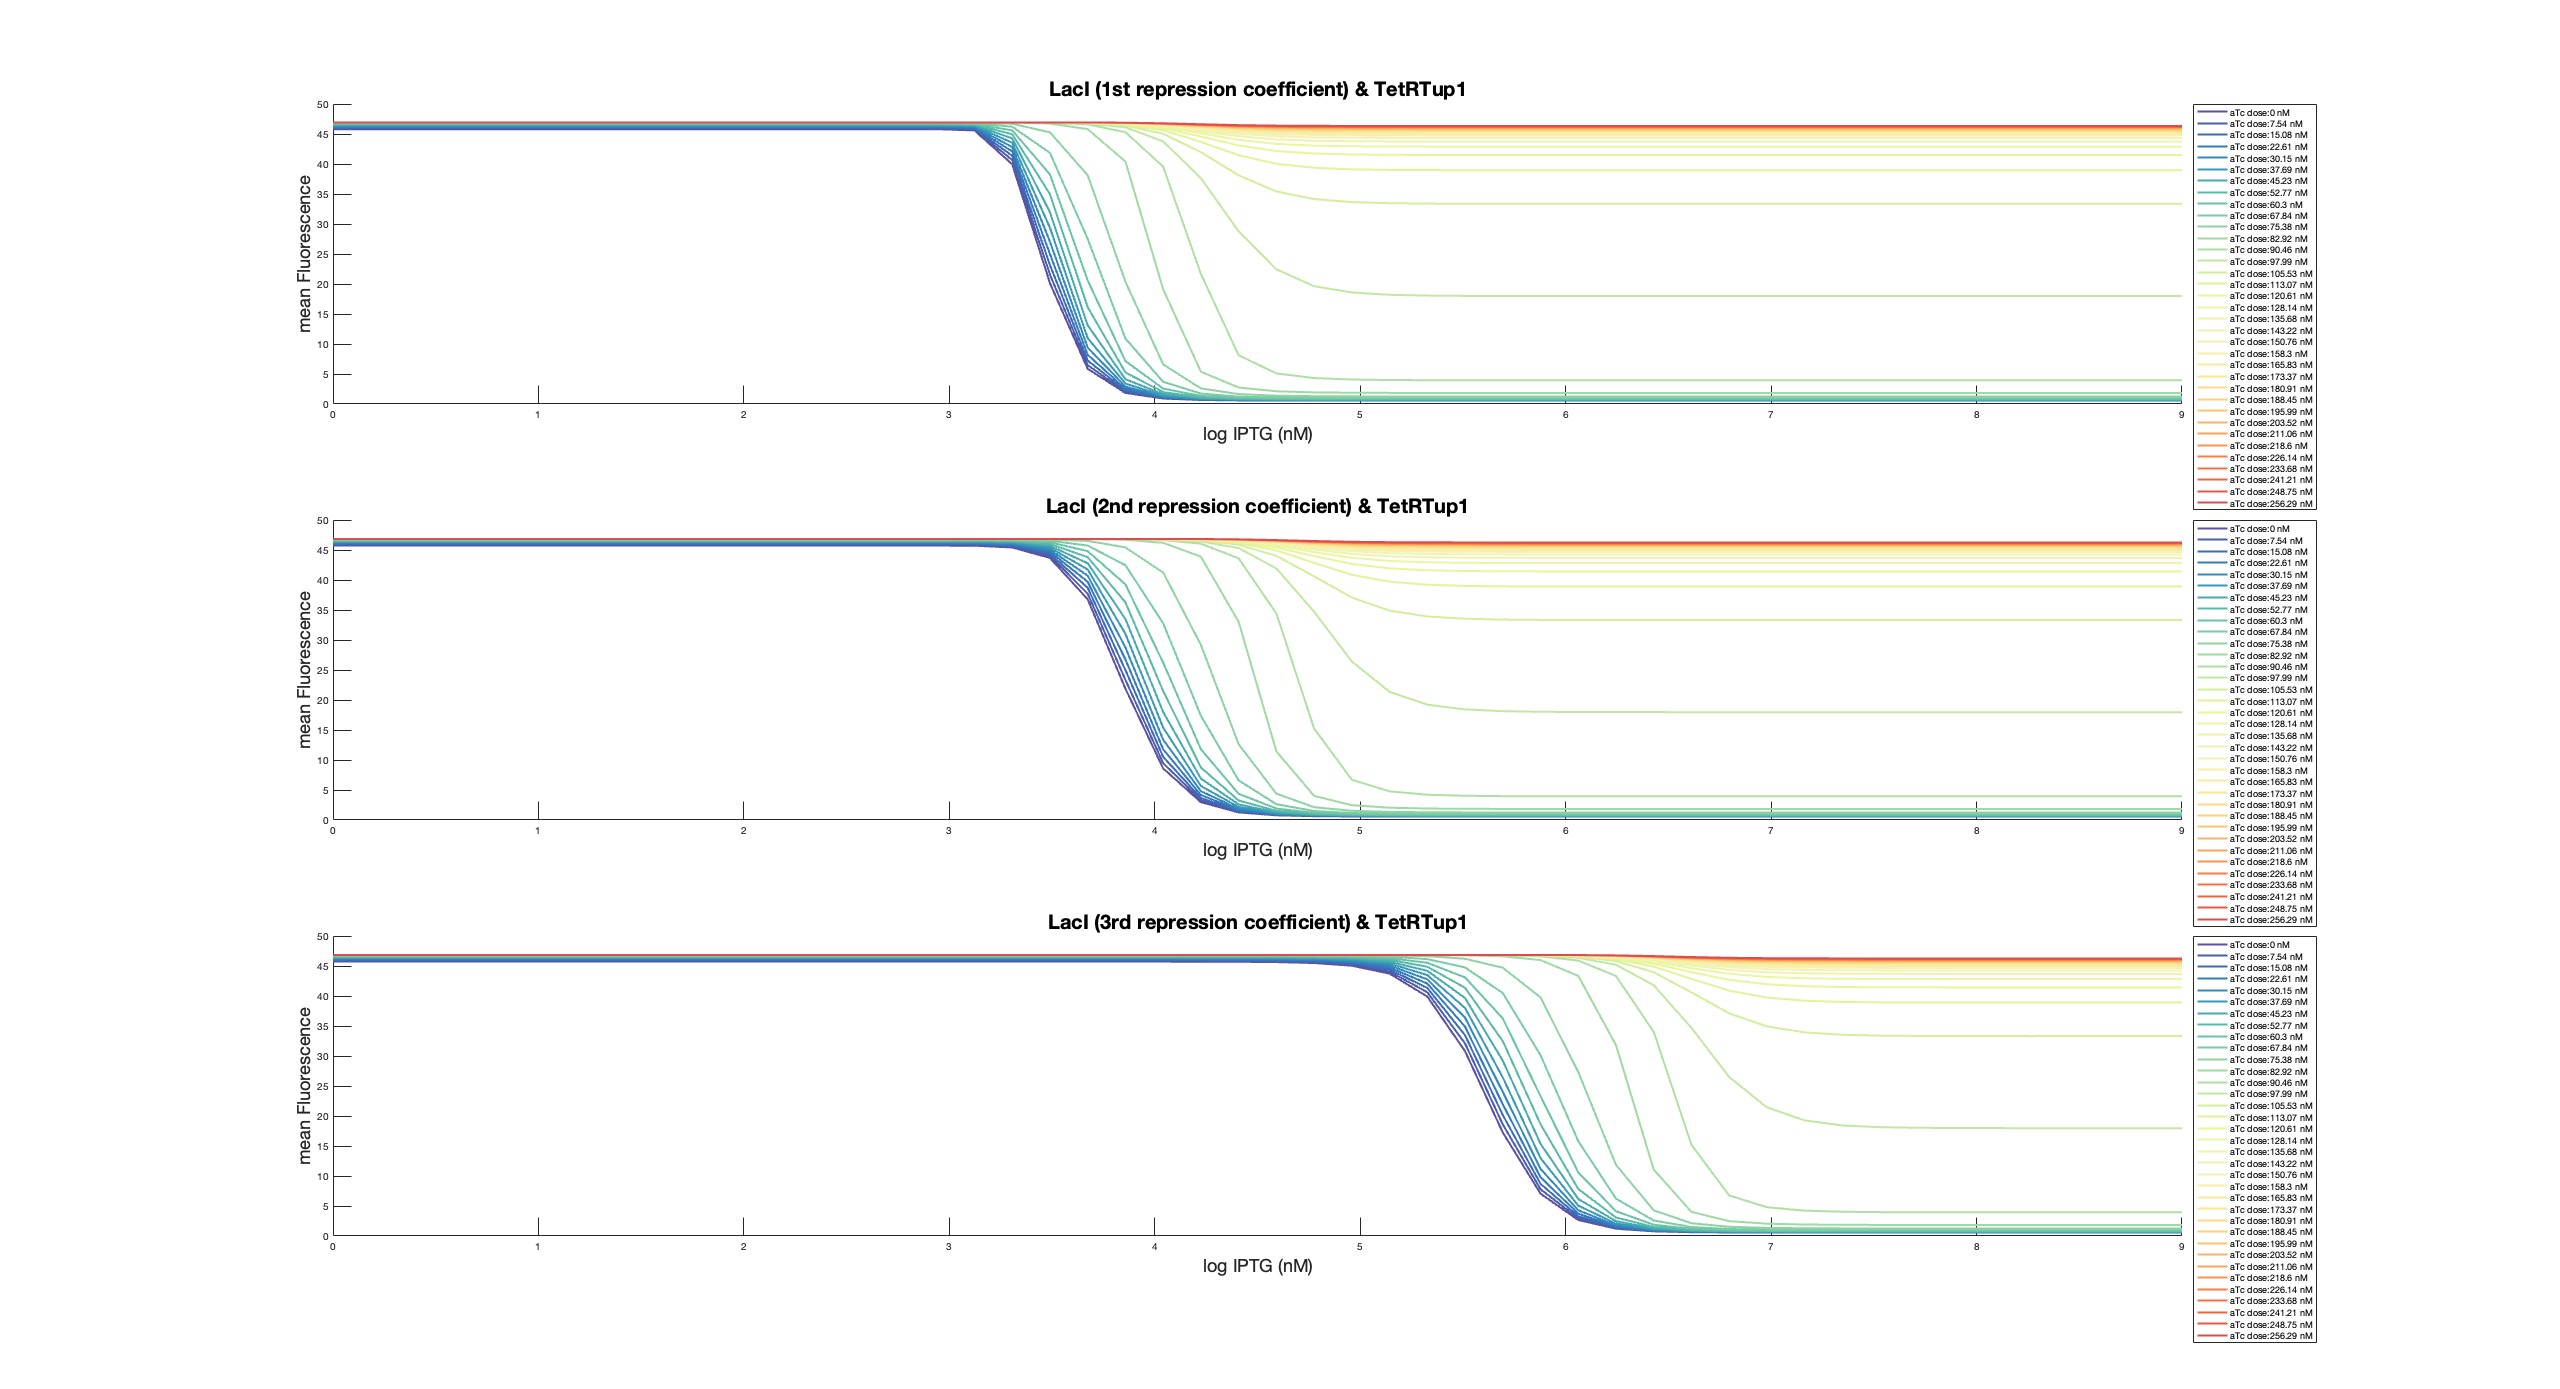 LacI (1st repression coefficient) & TetRTup1
mean Fluorescence
50
45
40
35
30
25
20
15
10
5
0
0 1 2 3 4 5 6 7 8 9
log IPTG (nM)
aTc dose:0 nM
aTc dose:7.54 nM
aTc dose:15.08 nM
aTc dose:22.61 nM
aTc dose:30.15 nM
aTc dose:37.69 nM
aTc dose:45.23 nM
aTc dose:52.77 nM
aTc dose:60.3 nM
aTc dose:67.84 nM
aTc dose:75.38 nM
aTc dose:82.92 nM
aTc dose:90.46 nM
aTc dose:97.99 nM
aTc dose:105.53 nM
aTc dose:113.07 nM
aTc dose:120.61 nM
aTc dose:128.14 nM
aTc dose:135.68 nM
aTc dose:143.22 nM
aTc dose:150.76 nM
aTc dose:158.3 nM
aTc dose:165.83 nM
aTc dose:173.37 nM
aTc dose:180.91 nM
aTc dose:188.45 nM
aTc dose:195.99 nM
aTc dose:203.52 nM
aTc dose:211.06 nM
aTc dose:218.6 nM
aTc dose:226.14 nM
aTc dose:233.68 nM
aTc dose:241.21 nM
aTc dose:248.75 nM
aTc dose:256.29 nM
LacI (2nd repression coefficient) & TetRTup1
mean Fluorescence
50
45
40
35
30
25
20
15
10
5
0
0 1 2 3 4 5 6 7 8 9
log IPTG (nM)
aTc dose:0 nM
aTc dose:7.54 nM
aTc dose:15.08 nM
aTc dose:22.61 nM
aTc dose:30.15 nM
aTc dose:37.69 nM
aTc dose:45.23 nM
aTc dose:52.77 nM
aTc dose:60.3 nM
aTc dose:67.84 nM
aTc dose:75.38 nM
aTc dose:82.92 nM
aTc dose:90.46 nM
aTc dose:97.99 nM
aTc dose:105.53 nM
aTc dose:113.07 nM
aTc dose:120.61 nM
aTc dose:128.14 nM
aTc dose:135.68 nM
aTc dose:143.22 nM
aTc dose:150.76 nM
aTc dose:158.3 nM
aTc dose:165.83 nM
aTc dose:173.37 nM
aTc dose:180.91 nM
aTc dose:188.45 nM
aTc dose:195.99 nM
aTc dose:203.52 nM
aTc dose:211.06 nM
aTc dose:218.6 nM
aTc dose:226.14 nM
aTc dose:233.68 nM
aTc dose:241.21 nM
aTc dose:248.75 nM
aTc dose:256.29 nM
LacI (3rd repression coefficient) & TetRTup1
mean Fluorescence
50
45
40
35
30
25
20
15
10
5
0
0 1 2 3 4 5 6 7 8 9
log IPTG (nM)
aTc dose:0 nM
aTc dose:7.54 nM
aTc dose:15.08 nM
aTc dose:22.61 nM
aTc dose:30.15 nM
aTc dose:37.69 nM
aTc dose:45.23 nM
aTc dose:52.77 nM
aTc dose:60.3 nM
aTc dose:67.84 nM
aTc dose:75.38 nM
aTc dose:82.92 nM
aTc dose:90.46 nM
aTc dose:97.99 nM
aTc dose:105.53 nM
aTc dose:113.07 nM
aTc dose:120.61 nM
aTc dose:128.14 nM
aTc dose:135.68 nM
aTc dose:143.22 nM
aTc dose:150.76 nM
aTc dose:158.3 nM
aTc dose:165.83 nM
aTc dose:173.37 nM
aTc dose:180.91 nM
aTc dose:188.45 nM
aTc dose:195.99 nM
aTc dose:203.52 nM
aTc dose:211.06 nM
aTc dose:218.6 nM
aTc dose:226.14 nM
aTc dose:233.68 nM
aTc dose:241.21 nM
aTc dose:248.75 nM
aTc dose:256.29 nM